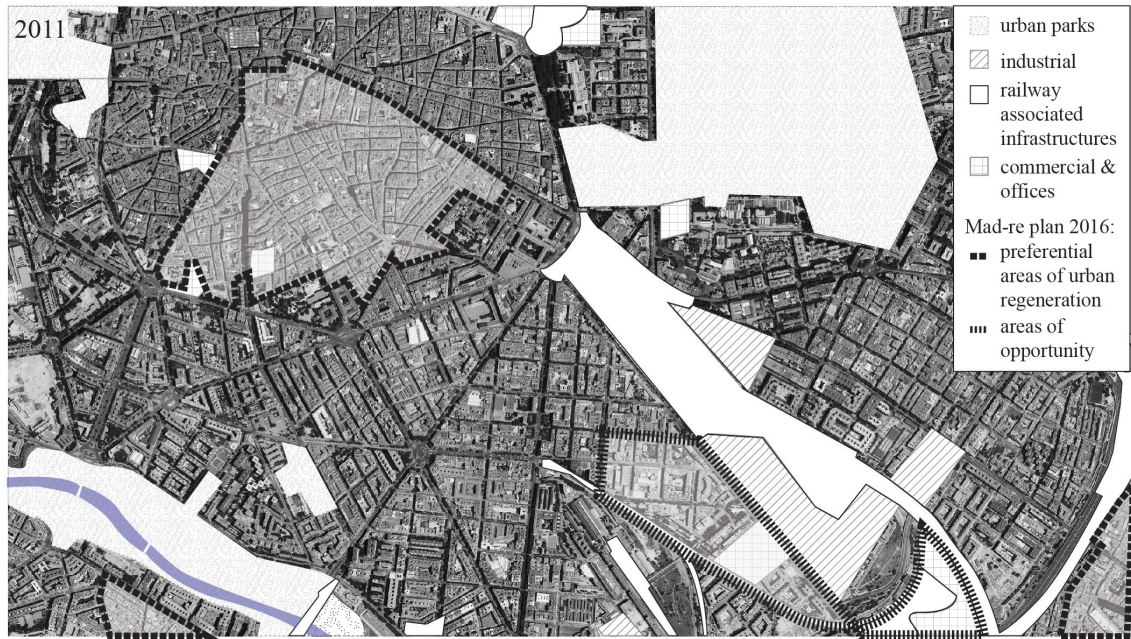 2011
urban parks
industrial
railway
associated
infrastructures
commercial &
offices
Mad-re plan 2016:
preferential
areas of urban
regeneration
areas of
opportunity